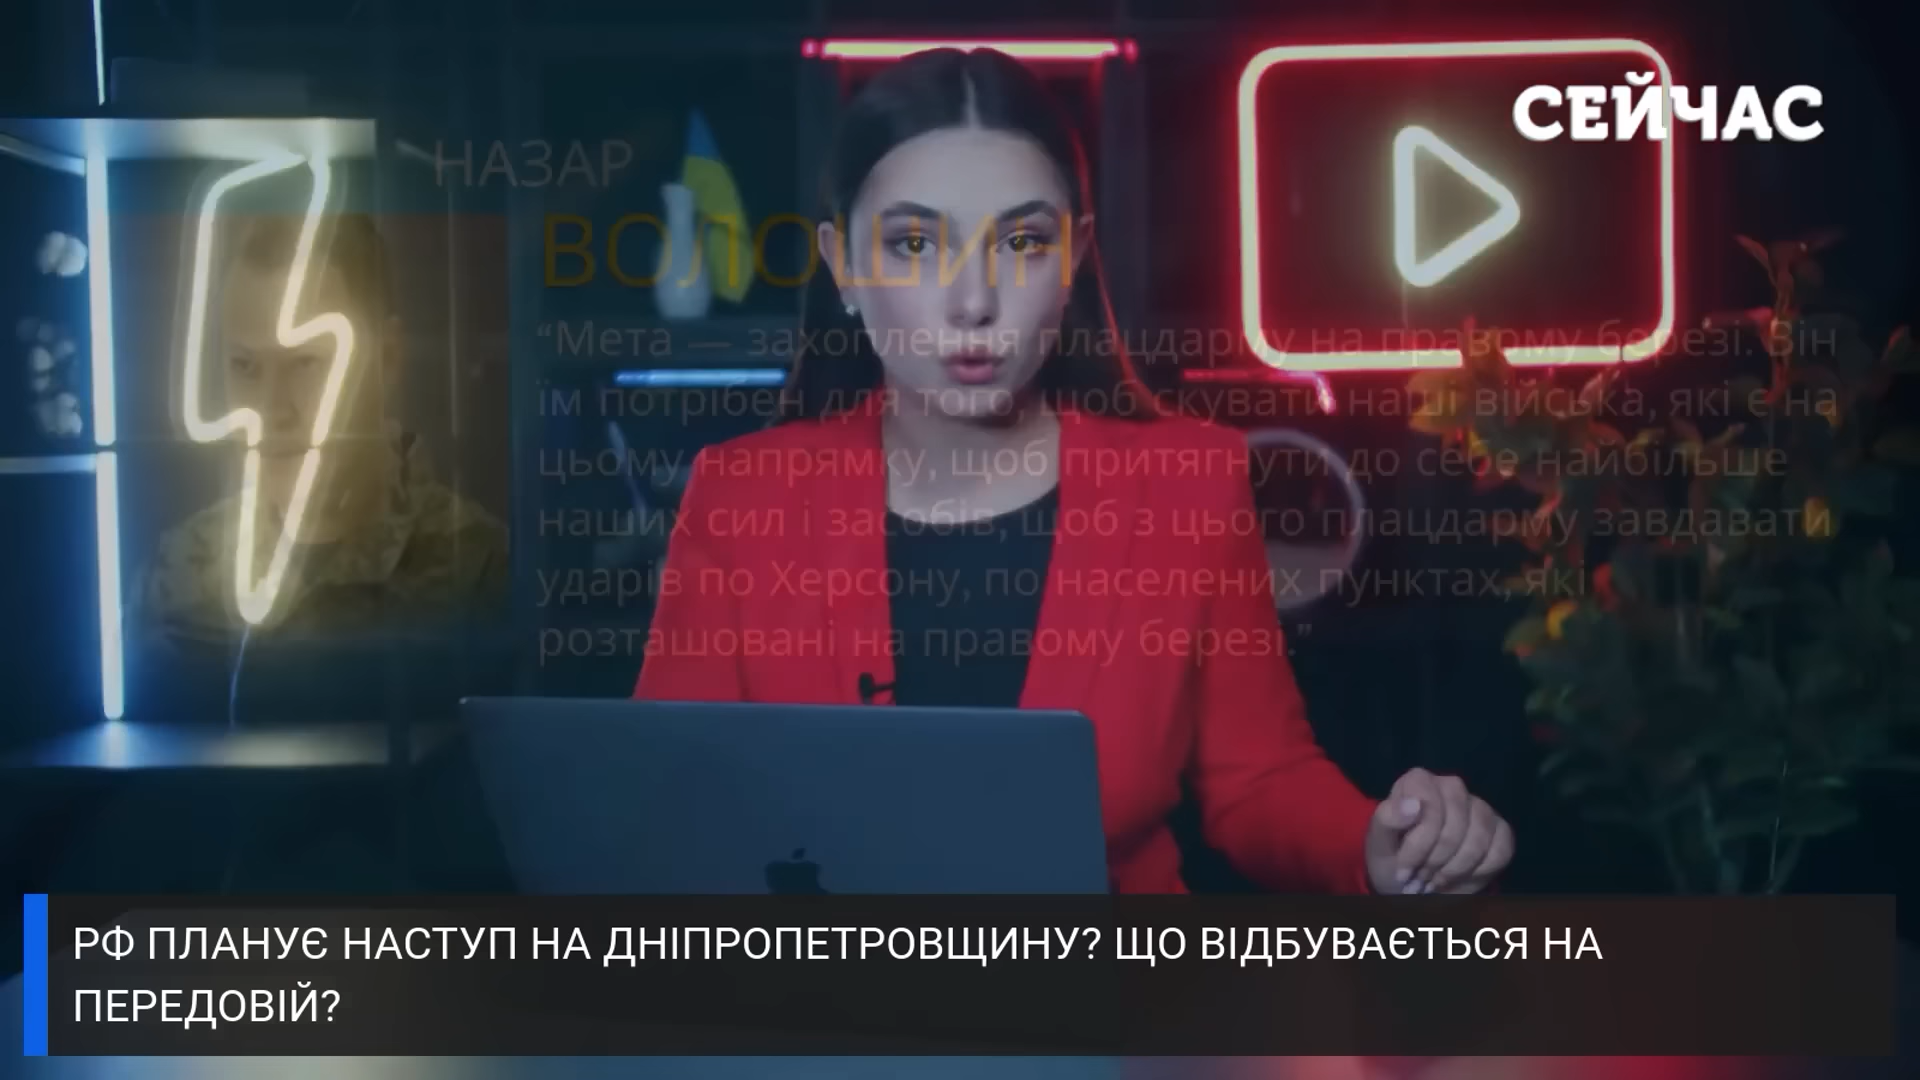 СЕЙЧАС
НАЗАР
ВОЛОШИН
“Мета — захоплення плацдарму на правому березі. Він
їм потрібен для того, щоб скувати наші війська, які є на
цьому напрямку, щоб притягнути до себе найбільше
наших сил і засобів, щоб з цього плацдарму завдавати
ударів по Херсону, по населених пунктах, які
розташовані на правому березі.”
РФ ПЛАНУЄ НАСТУП НА ДНІПРОПЕТРОВЩИНУ? ЩО ВІДБУВАЄТЬСЯ НА
ПЕРЕДОВІЙ?